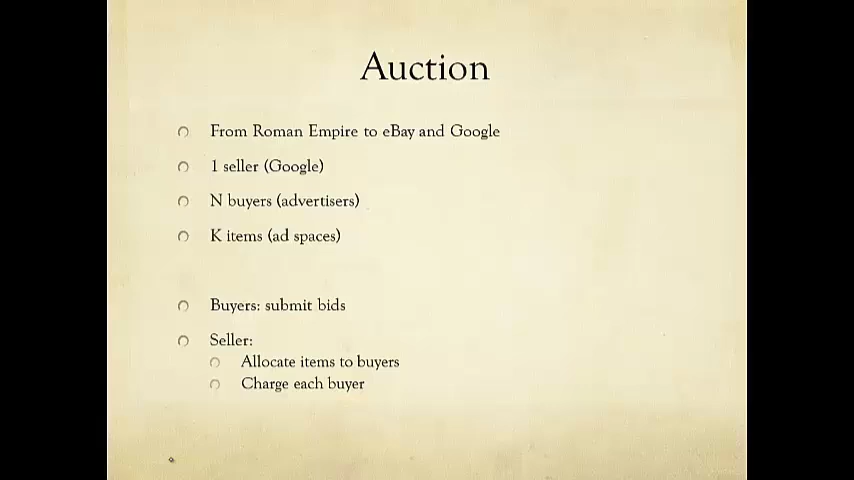 Auction
From Roman Empire to eBay and Google
1 seller (Google)
N buyers (advertisers)
K items (ad spaces)
Buyers: submit bids
Seller:
Allocate items to buyers
Charge each buyer